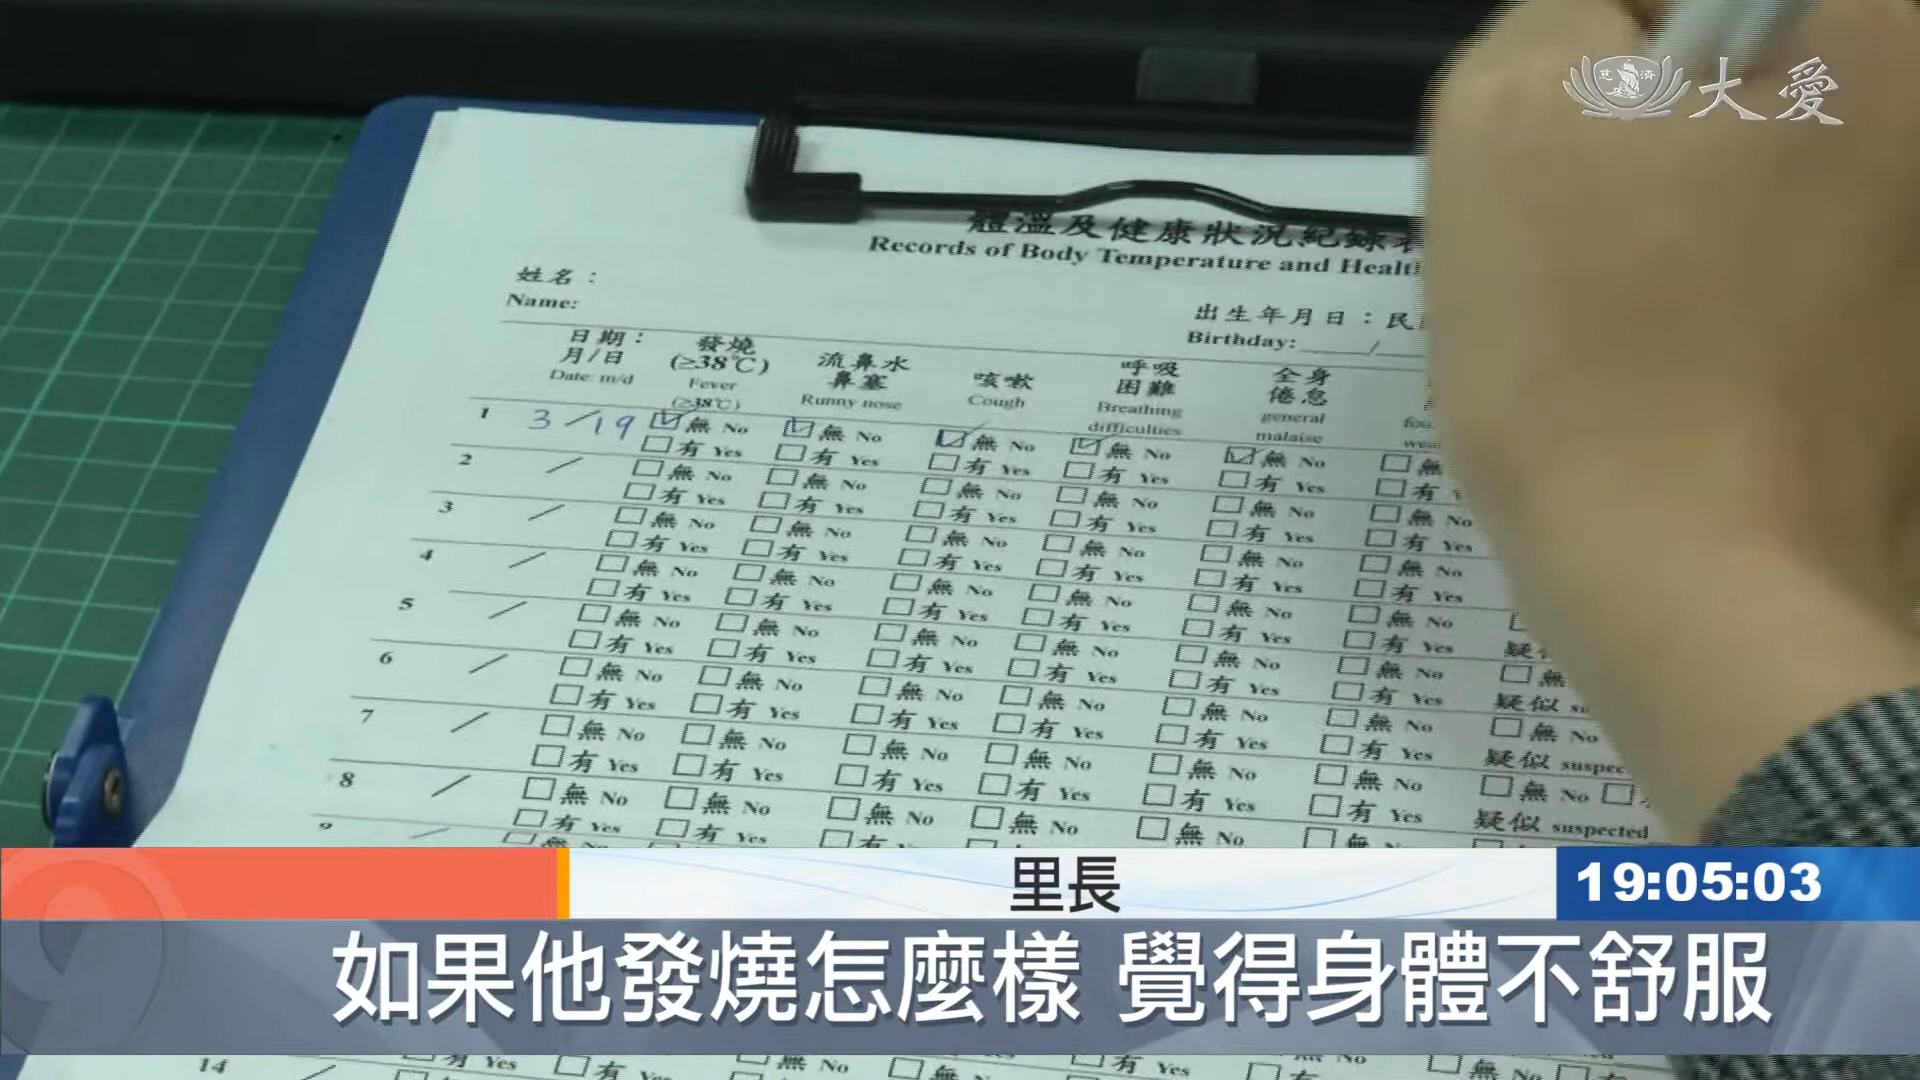 慈濟 大愛
體溫及健康狀況紀錄
Records of Body Temperature and Health
姓名：
Name:
出生年月日：民
Birthday: /
日期： 月/日 Date: m/d
發燒 (≥38℃) Fever (≥38℃)
流鼻水 鼻塞 Runny nose
咳嗽 Cough
呼吸 困難 Breathing difficulties
全身 倦怠 general malaise
1 3/19 無 No 無 No 無 No 無 No 無 No 無
有 Yes 有 Yes 有 Yes 有 Yes 有 Yes 有
2 / 無 No 無 No 無 No 無 No 無 No 無 No
有 Yes 有 Yes 有 Yes 有 Yes 有 Yes 有 Yes
3 / 無 No 無 No 無 No 無 No 無 No 無 No
有 Yes 有 Yes 有 Yes 有 Yes 有 Yes 有 Yes
4 / 無 No 無 No 無 No 無 No 無 No 無 No
有 Yes 有 Yes 有 Yes 有 Yes 有 Yes 有 Yes
5 / 無 No 無 No 無 No 無 No 無 No 無 No
有 Yes 有 Yes 有 Yes 有 Yes 有 Yes 有 Yes
6 / 無 No 無 No 無 No 無 No 無 No 無 No 無 No
有 Yes 有 Yes 有 Yes 有 Yes 有 Yes 有 Yes 疑似
7 / 無 No 無 No 無 No 無 No 無 No 無 No 無 No
有 Yes 有 Yes 有 Yes 有 Yes 有 Yes 有 Yes 疑似 suspected
8 / 無 No 無 No 無 No 無 No 無 No
有 Yes 有 Yes
里長
19:05:03
如果他發燒怎麼樣 覺得身體不舒服
14